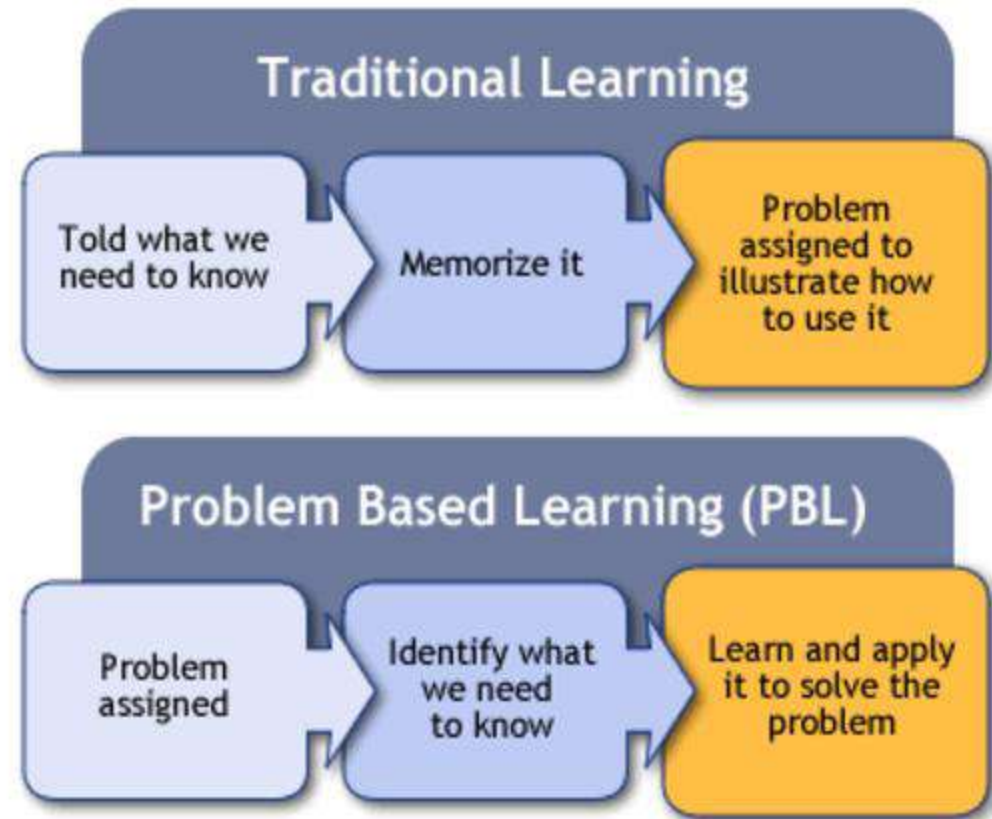 Traditional Learning
Told what we
need to know
Memorize it
Problem
assigned to
illustrate how
to use it
Problem Based Learning (PBL)
Problem
assigned
Identify what
we need
to know
Learn and apply
it to solve the
problem